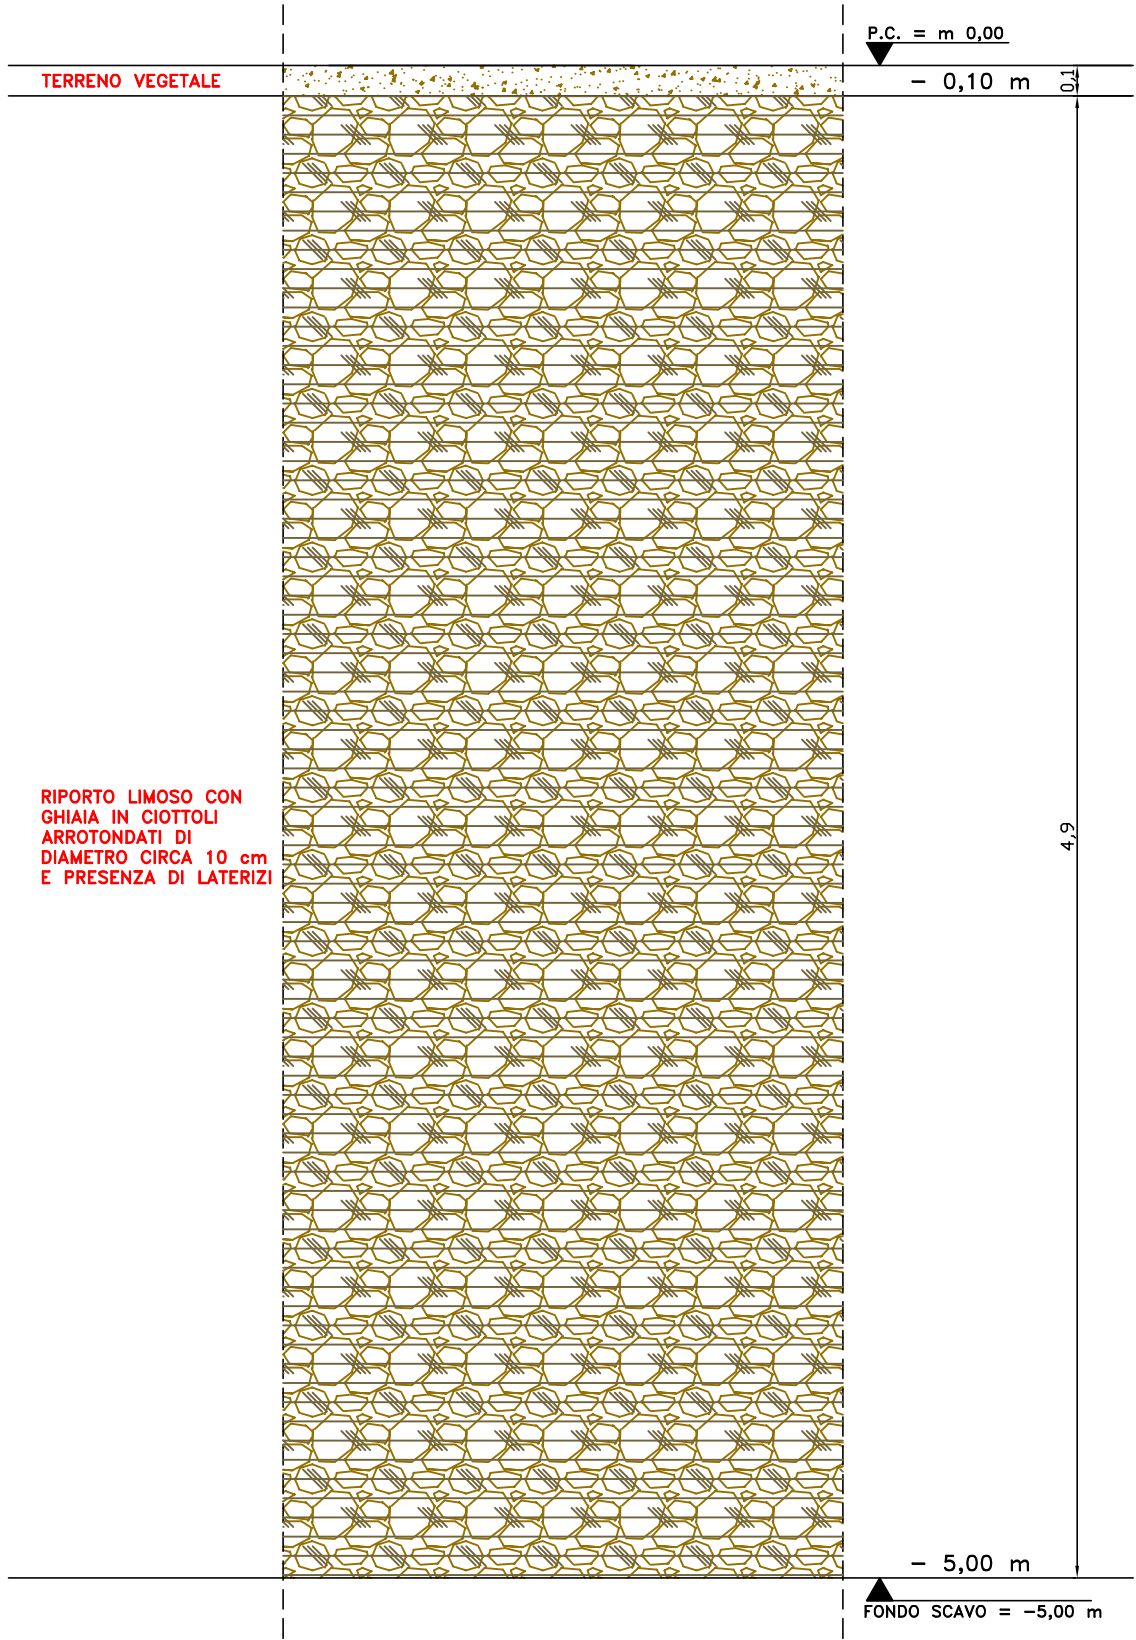 P.C. = m 0,00
TERRENO VEGETALE
- 0,10 m
0,1
RIPORTO LIMOSO CON
GHIAIA IN CIOTTOLI
ARROTONDATI DI
DIAMETRO CIRCA 10 cm
E PRESENZA DI LATERIZI
4,9
- 5,00 m
FONDO SCAVO = -5,00 m